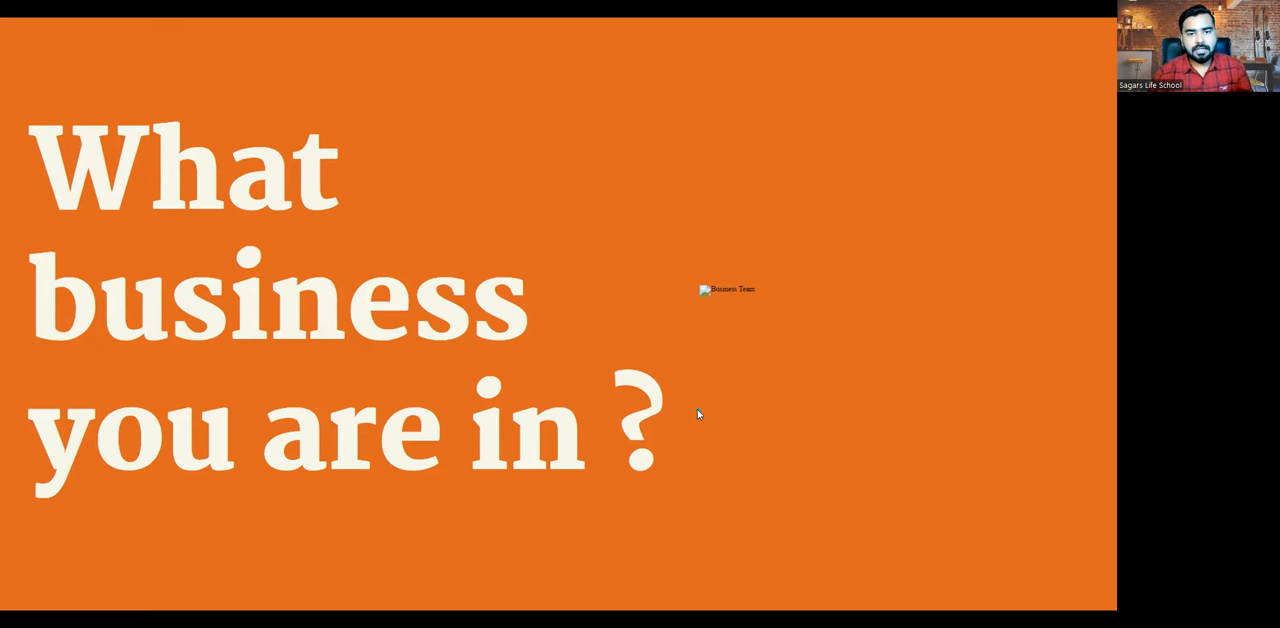 What
business
you are in ?
Business Team
Sagars Life School